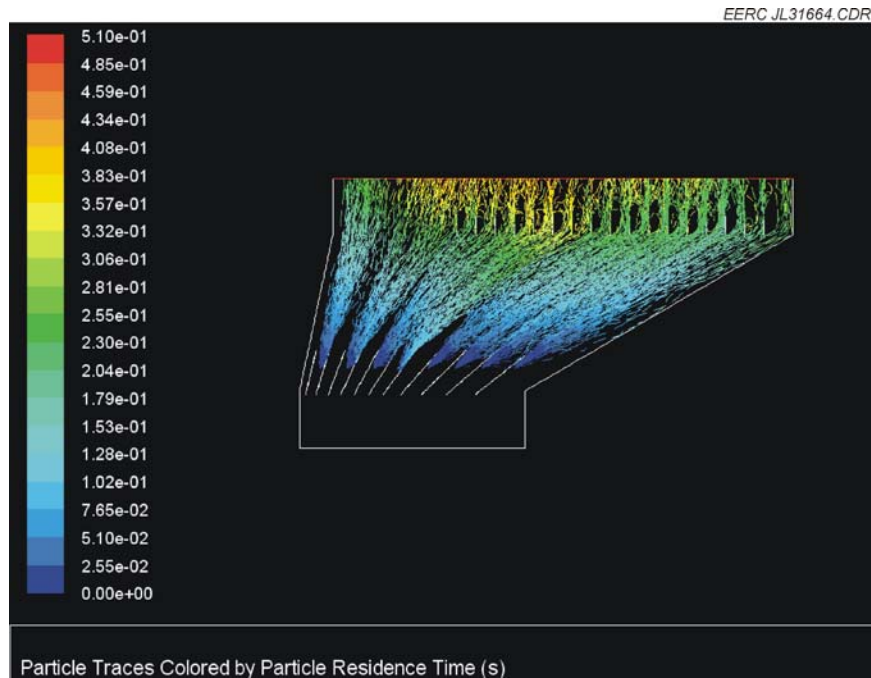 EERC JL31664.CDR
5.10e-01
4.85e-01
4.59e-01
4.34e-01
4.08e-01
3.83e-01
3.57e-01
3.32e-01
3.06e-01
2.81e-01
2.55e-01
2.30e-01
2.04e-01
1.79e-01
1.53e-01
1.28e-01
1.02e-01
7.65e-02
5.10e-02
2.55e-02
0.00e+00
Particle Traces Colored by Particle Residence Time (s)